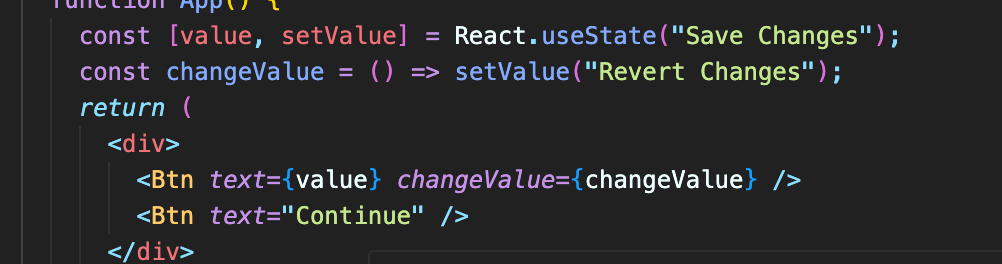 function App() {
const [value, setValue] = React.useState("Save Changes");
const changeValue = () => setValue("Revert Changes");
return (
<div>
<Btn text={value} changeValue={changeValue} />
<Btn text="Continue" />
</div>